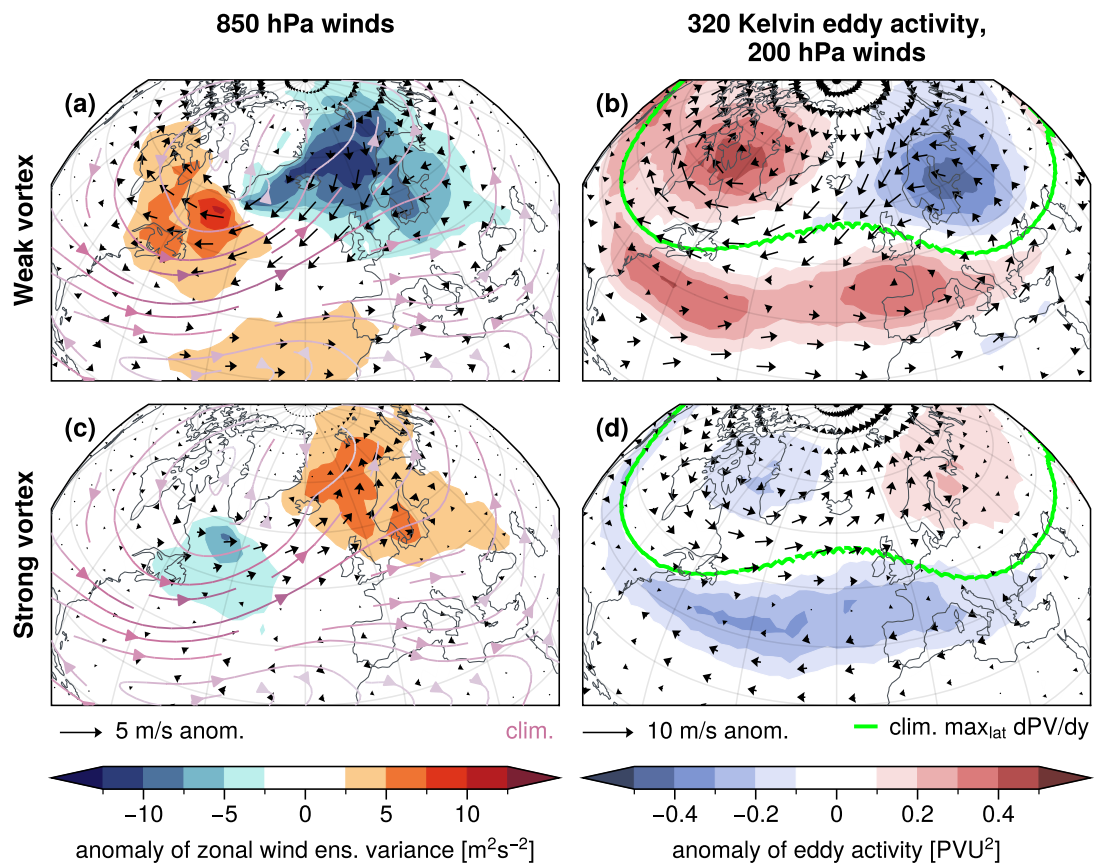 850 hPa winds
320 Kelvin eddy activity,
200 hPa winds
Weak vortex
(a)
(b)
Strong vortex
(c)
(d)
5 m/s anom.
clim.
10 m/s anom.
clim. maxₗₐₜ dPV/dy
−10 −5 0 5 10
−0.4 −0.2 0 0.2 0.4
anomaly of zonal wind ens. variance [m²s⁻²]
anomaly of eddy activity [PVU²]